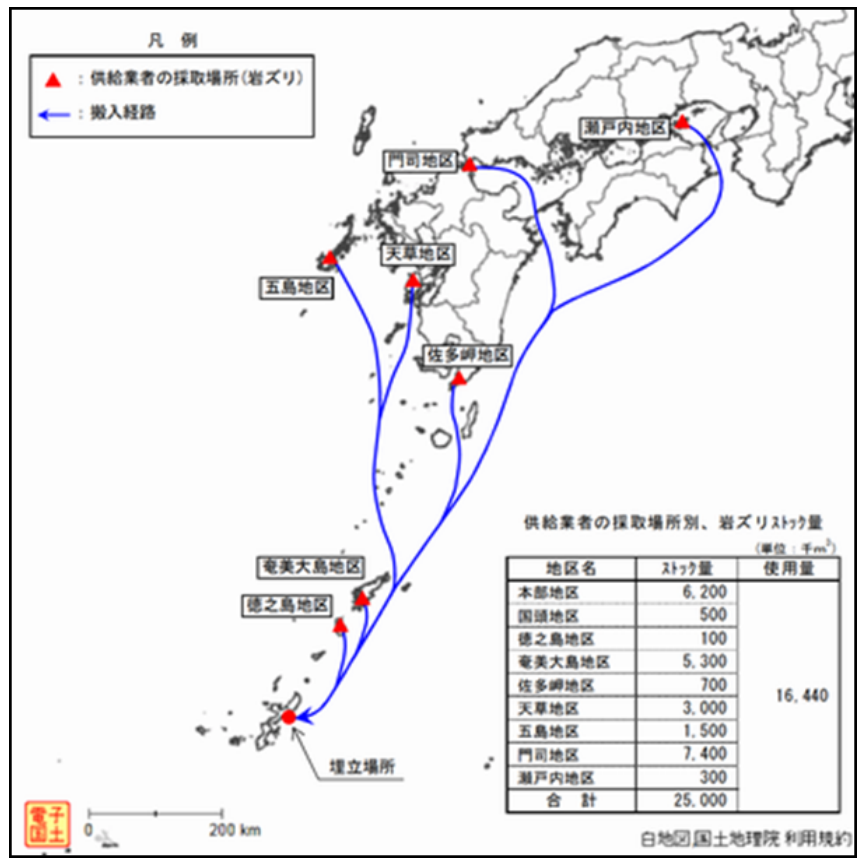 凡 例
：供給業者の採取場所(岩ズリ)
：搬入経路
瀬戸内地区
門司地区
天草地区
五島地区
佐多岬地区
奄美大島地区
徳之島地区
埋立場所
供給業者の採取場所別、岩ズリｽﾄｯｸ量
(単位：千m³)
地区名 ｽﾄｯｸ量 使用量
本部地区 6,200
国頭地区 500
徳之島地区 100
奄美大島地区 5,300
佐多岬地区 700
16,440
天草地区 3,000
五島地区 1,500
門司地区 7,400
瀬戸内地区 300
合 計 25,000
電子
国土
0 200 km
白地図,国土地理院 利用規約